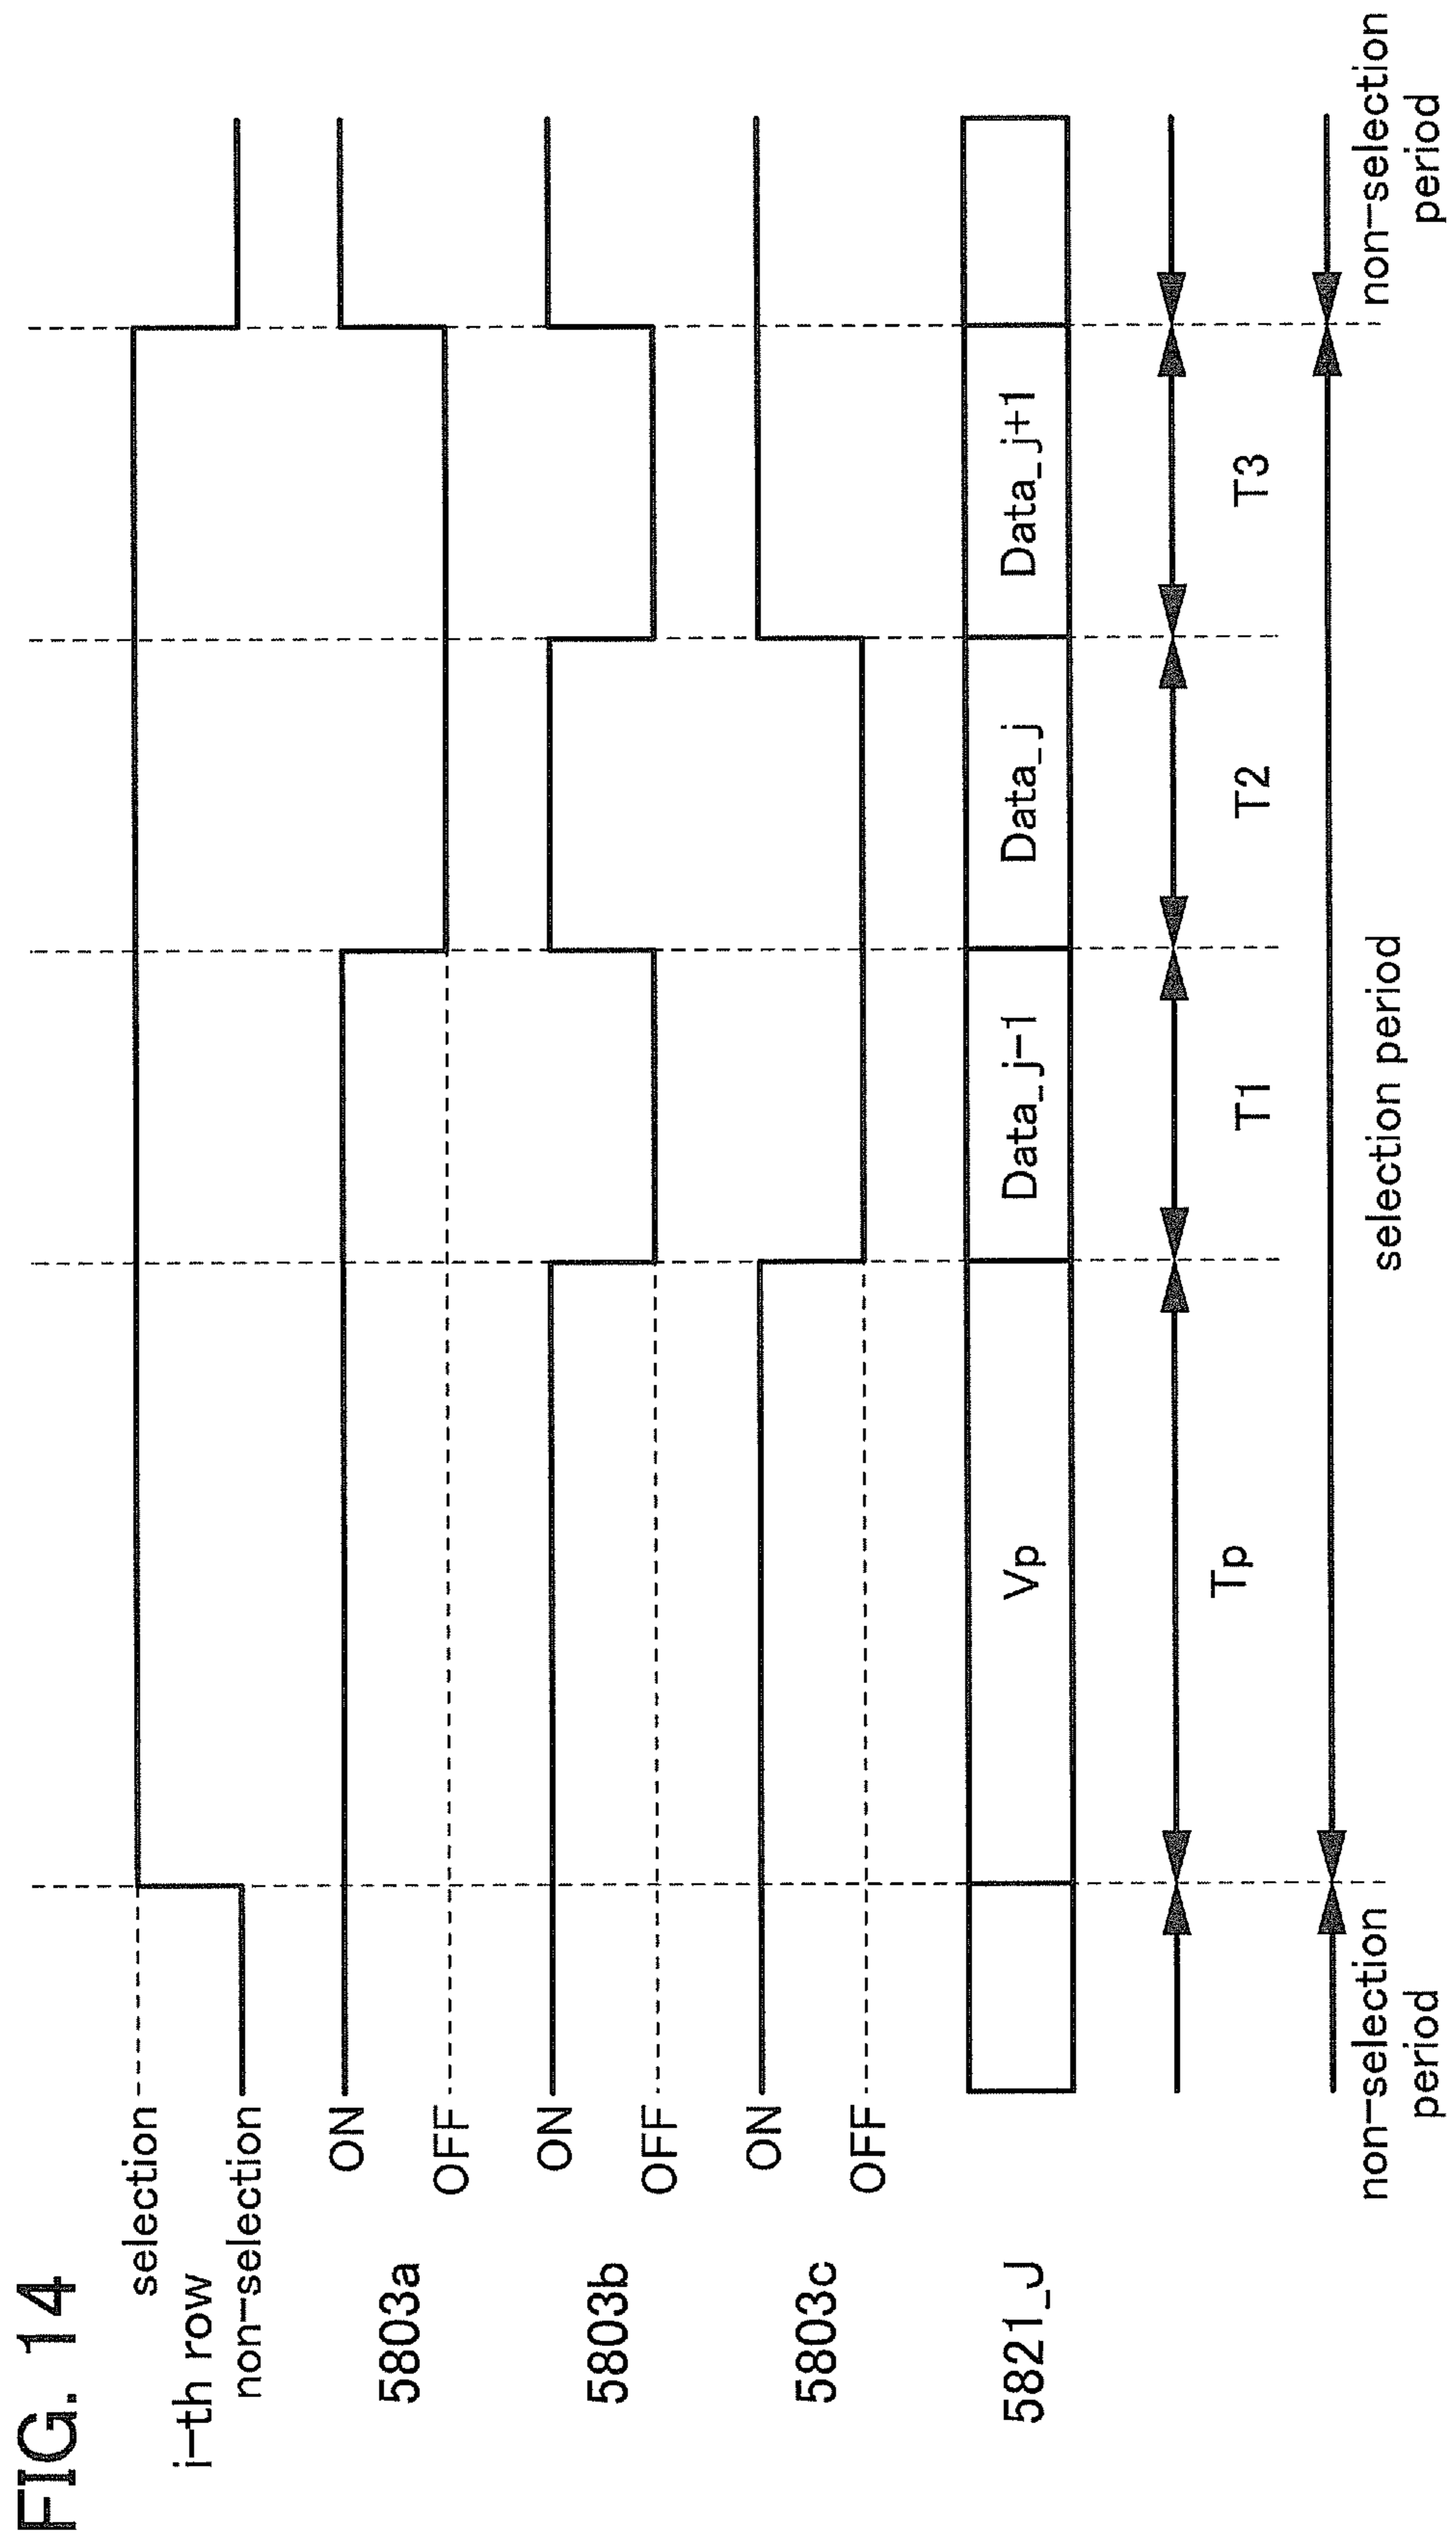 FIG. 14
selection
i-th row
non-selection
ON
5803a
OFF
ON
5803b
OFF
ON
5803c
OFF
5821_J
Vp
Data_j-1
Data_j
Data_j+1
Tp
T1
T2
T3
non-selection
period
selection period
non-selection
period